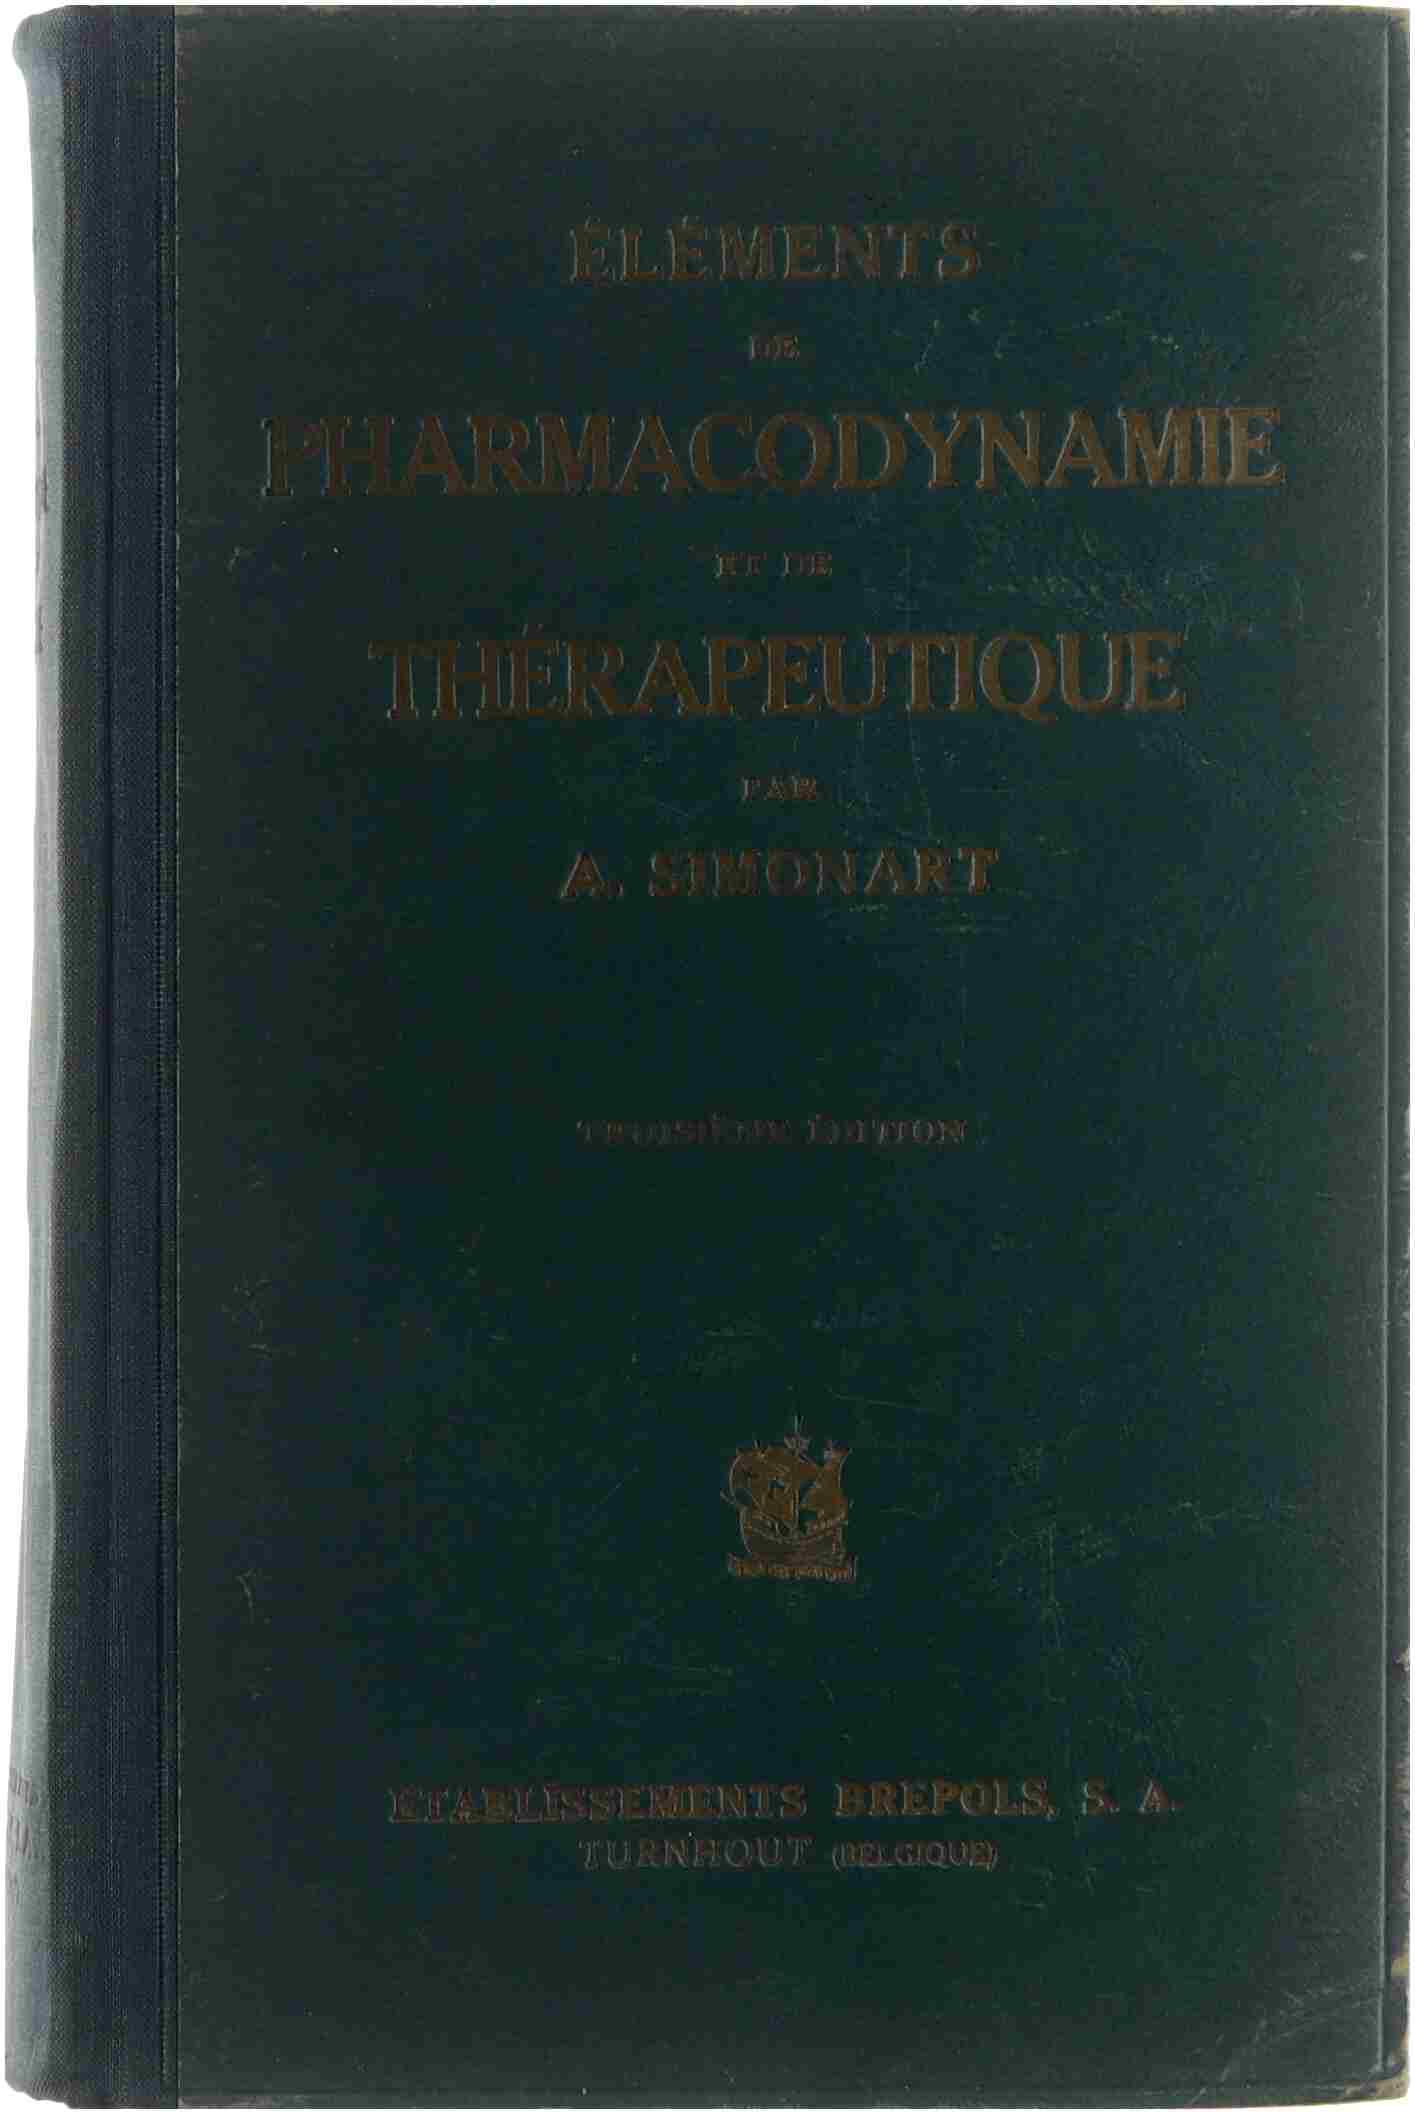 ÉLÉMENTS
DE
PHARMACODYNAMIE
ET DE
THÉRAPEUTIQUE
PAR
A. SIMONART
TROISIÈME ÉDITION
ETABLISSEMENTS BREPOLS, S. A.
TURNHOUT (BELGIQUE)